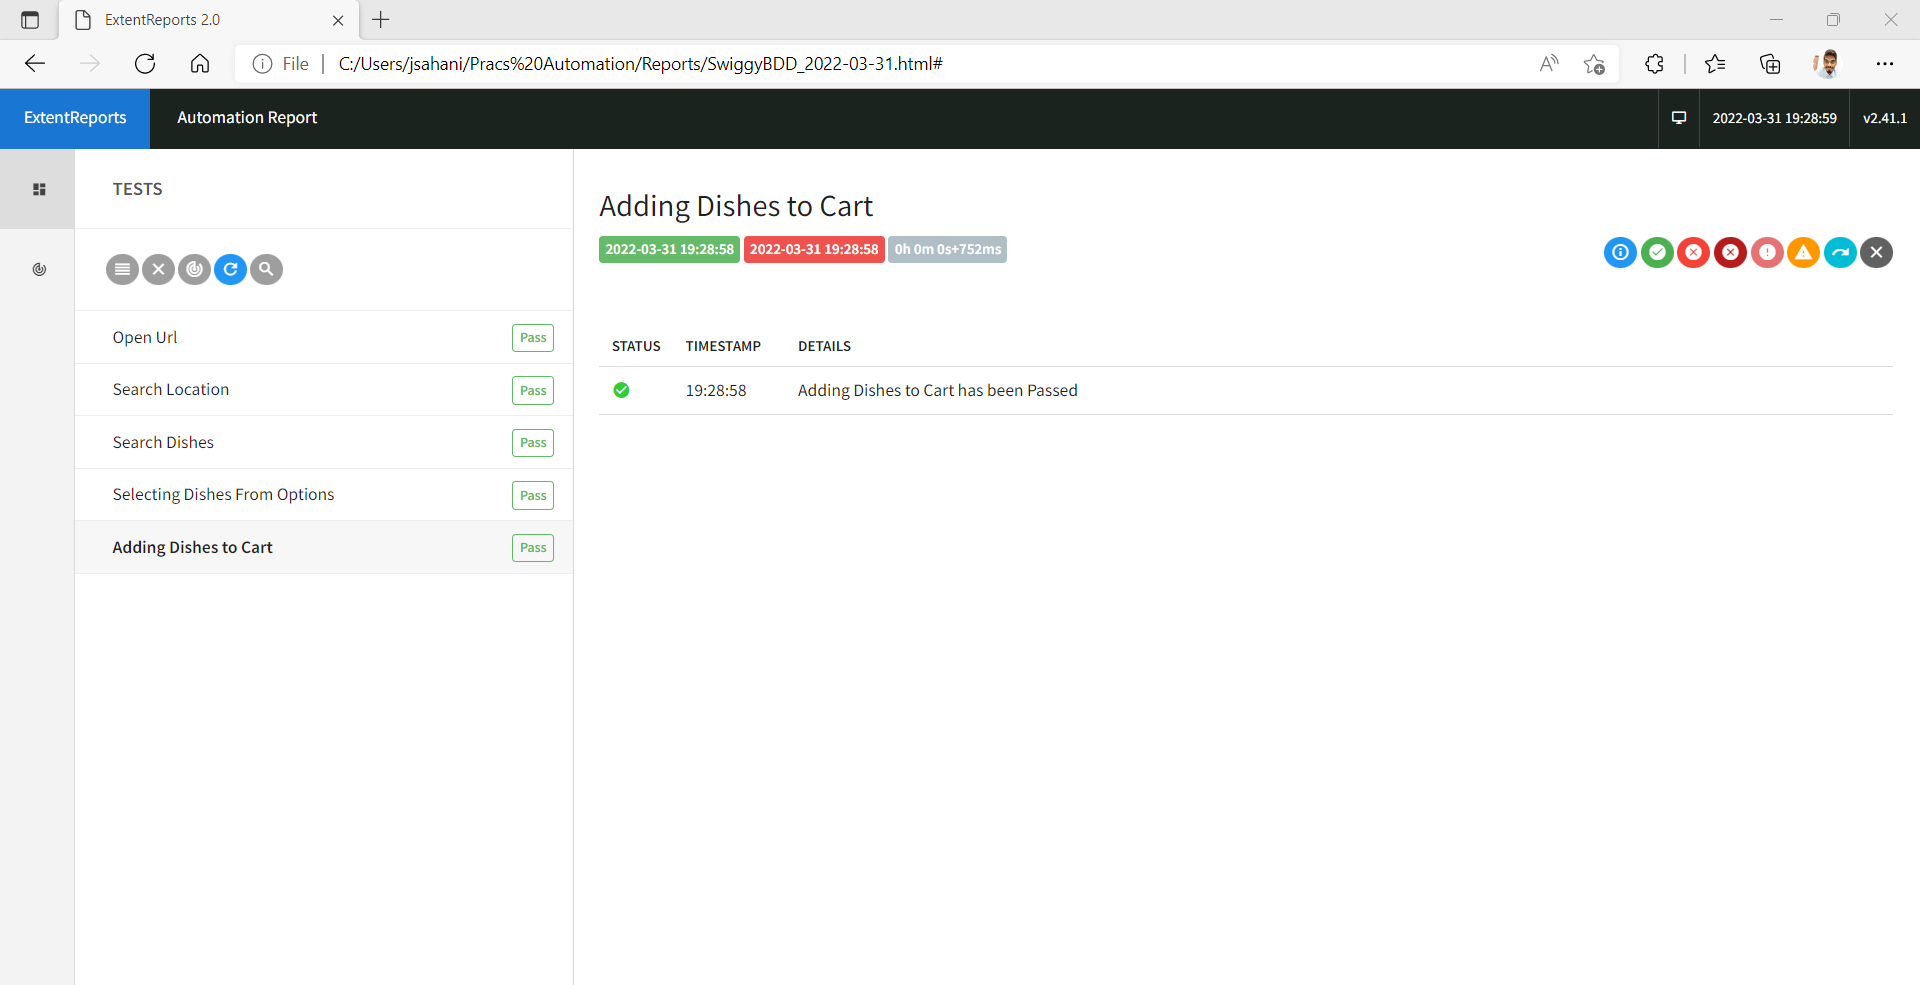 ExtentReports 2.0
File
C:/Users/jsahani/Pracs%20Automation/Reports/SwiggyBDD_2022-03-31.html#
ExtentReports
Automation Report
2022-03-31 19:28:59
v2.41.1
TESTS
Open Url Pass
Search Location Pass
Search Dishes Pass
Selecting Dishes From Options Pass
Adding Dishes to Cart Pass
Adding Dishes to Cart
2022-03-31 19:28:58 2022-03-31 19:28:58 0h 0m 0s+752ms
STATUS TIMESTAMP DETAILS
19:28:58 Adding Dishes to Cart has been Passed